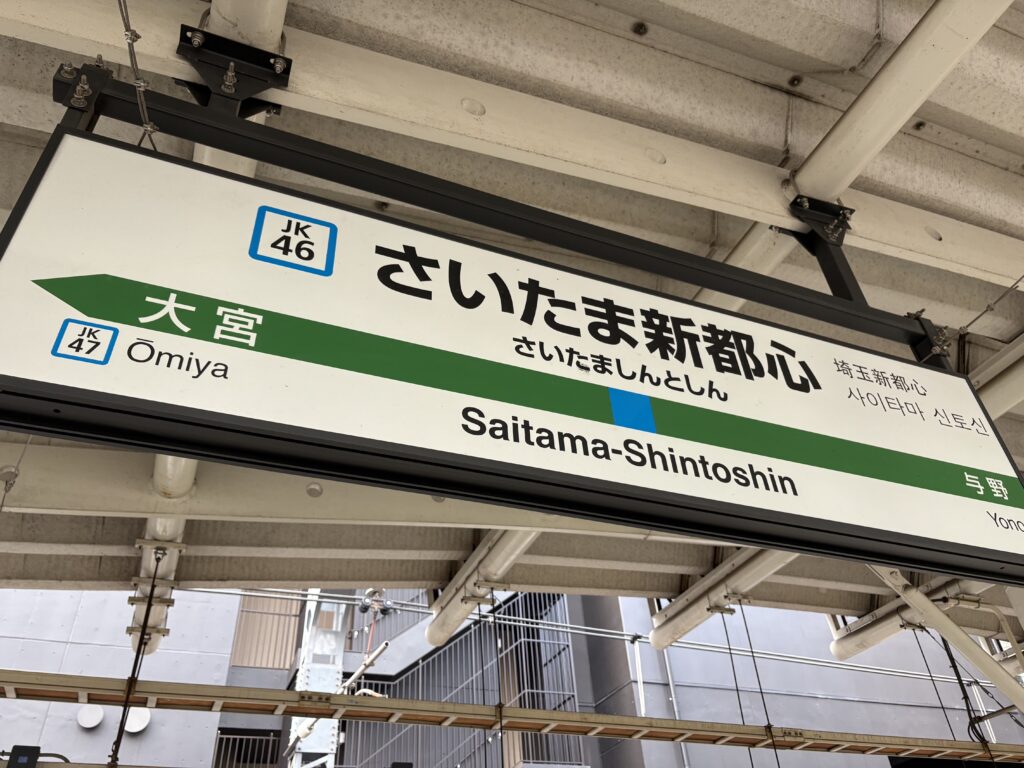 JK
46
さいたま新都心
さいたましんとしん
埼玉新都心
사이타마 신토신
大宮
JK
47
Ōmiya
Saitama-Shintoshin
与野